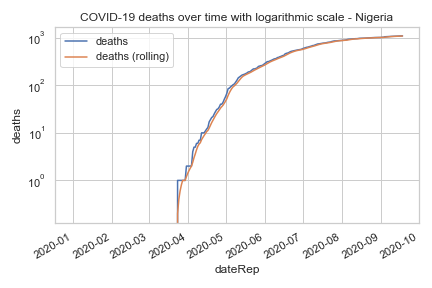 COVID-19 deaths over time with logarithmic scale - Nigeria
deaths
deaths (rolling)
10³
10²
10¹
10⁰
deaths
2020-01
2020-02
2020-03
2020-04
2020-05
2020-06
2020-07
2020-08
2020-09
2020-10
dateRep